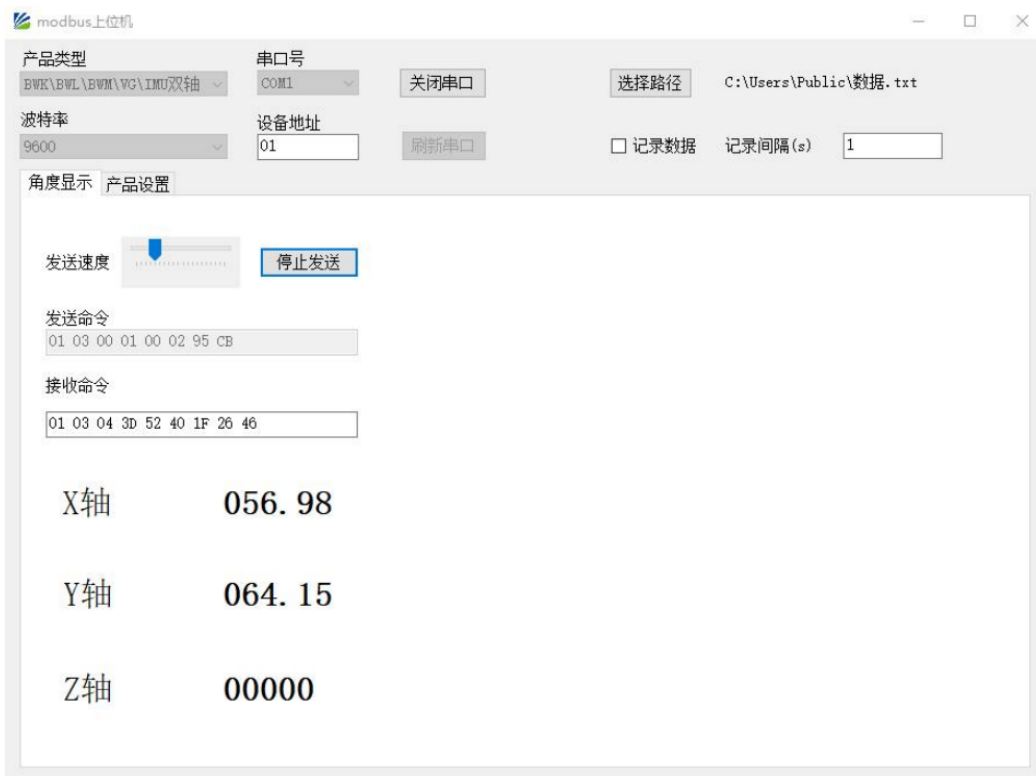 modbus上位机
产品类型
串口号
BWK\BWL\BWM\VG\IMU双轴
COM1
关闭串口
选择路径
C:\Users\Public\数据.txt
波特率
设备地址
9600
01
刷新串口
记录数据
记录间隔(s)
1
角度显示
产品设置
发送速度
停止发送
发送命令
01 03 00 01 00 02 95 CB
接收命令
01 03 04 3D 52 40 1F 26 46
X轴 056.98
Y轴 064.15
Z轴 00000